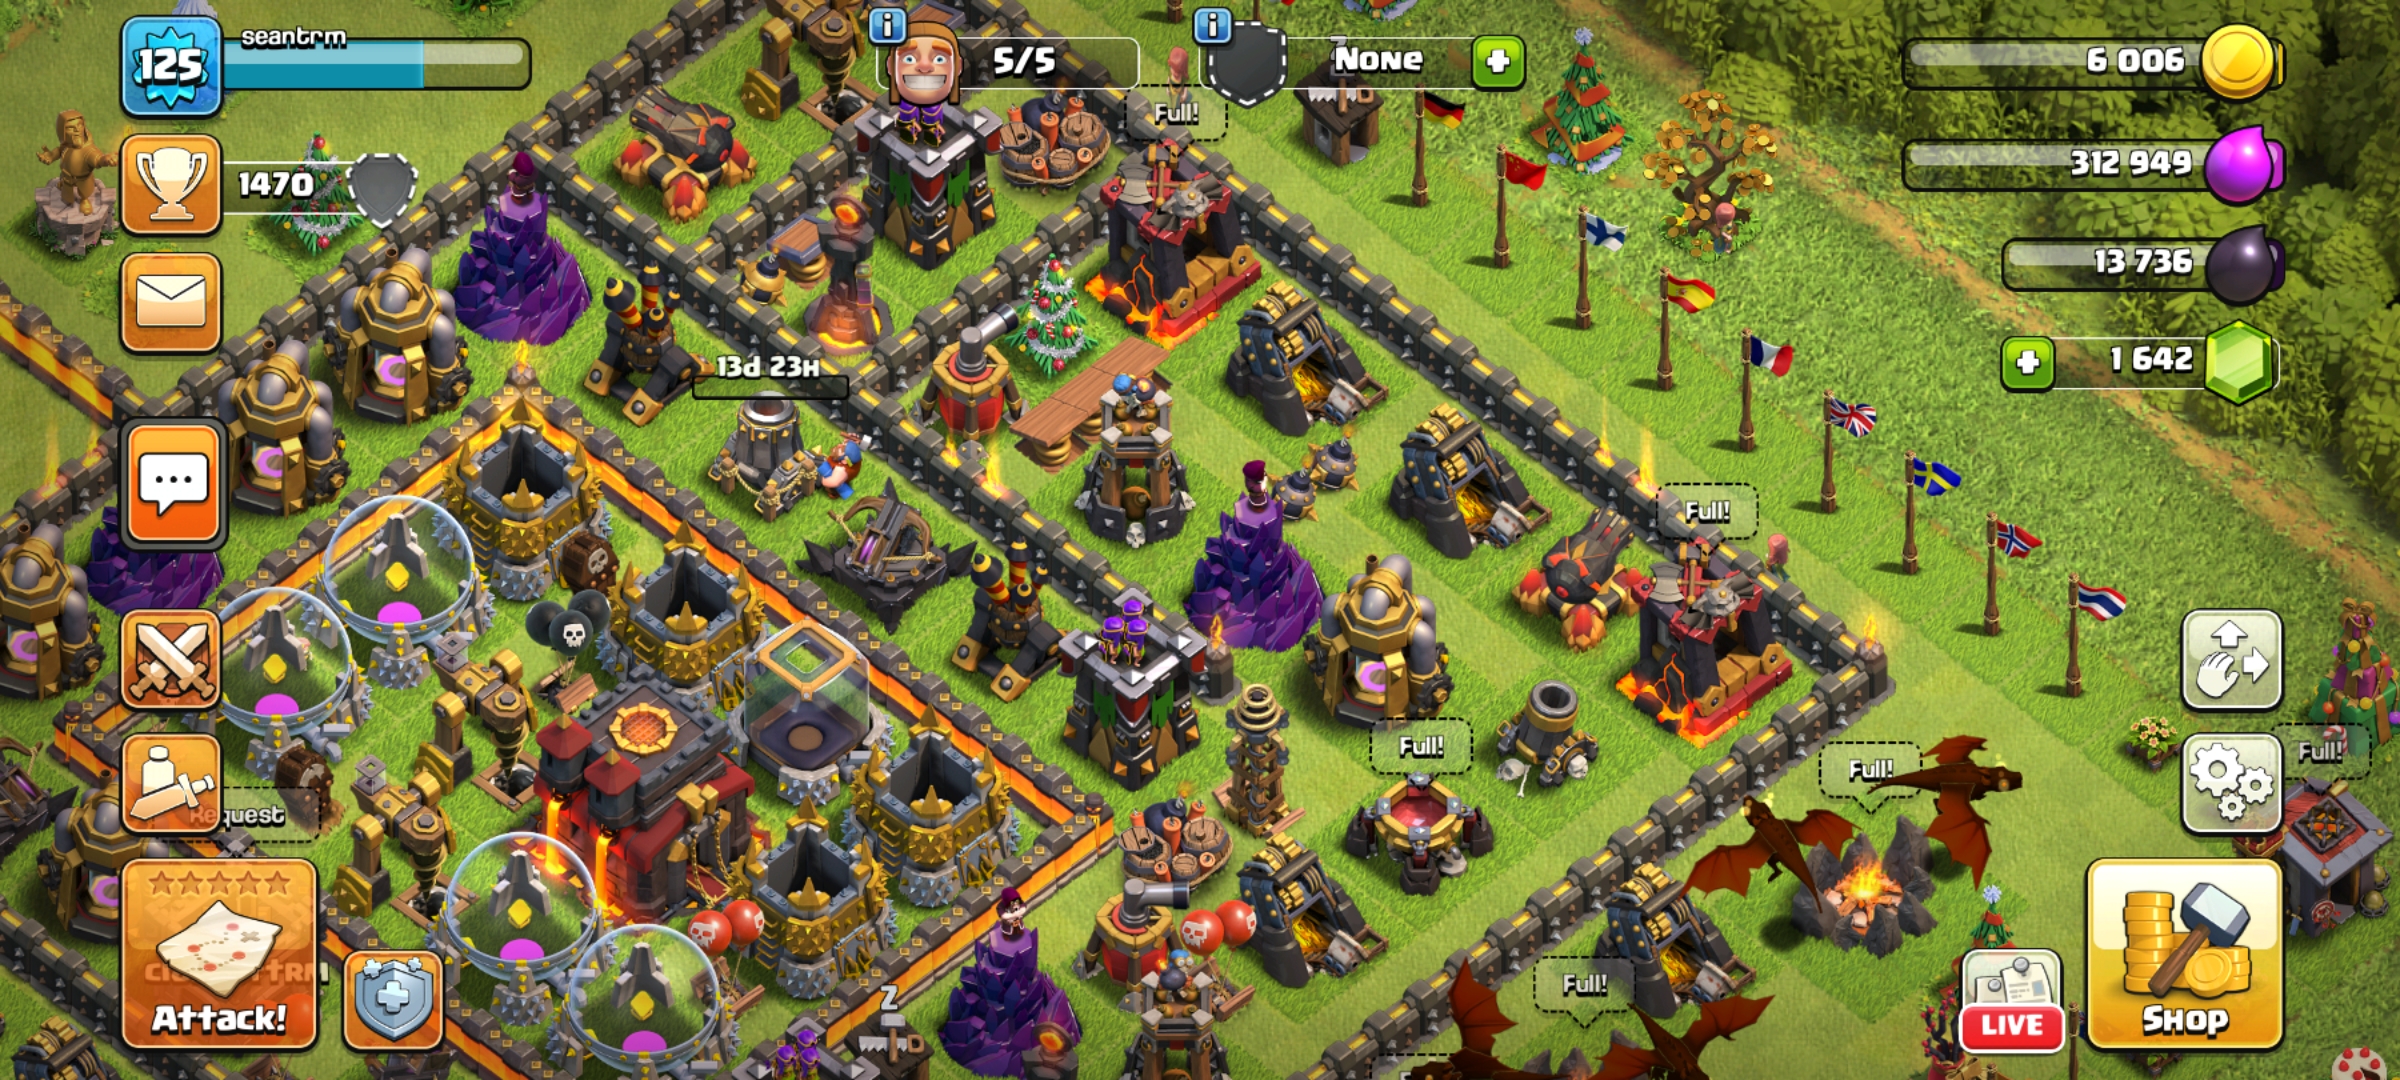 125
seantrm
5/5
None
6 006
1470
Full!
312 949
13 736
13d 23H
1 642
Full!
Full!
Full!
Full!
Request
Full!
Z
Attack!
LIVE
Shop